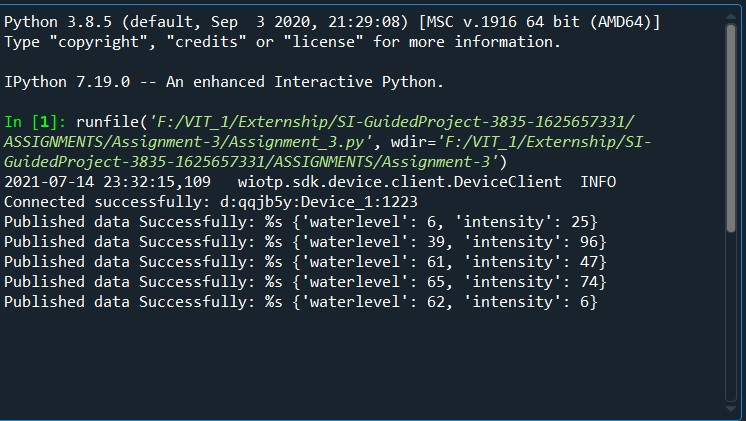 Python 3.8.5 (default, Sep  3 2020, 21:29:08) [MSC v.1916 64 bit (AMD64)]
Type "copyright", "credits" or "license" for more information.
IPython 7.19.0 -- An enhanced Interactive Python.
In [1]: runfile('F:/VIT_1/Externship/SI-GuidedProject-3835-1625657331/
ASSIGNMENTS/Assignment-3/Assignment_3.py', wdir='F:/VIT_1/Externship/SI-
GuidedProject-3835-1625657331/ASSIGNMENTS/Assignment-3')
2021-07-14 23:32:15,109   wiotp.sdk.device.client.DeviceClient  INFO
Connected successfully: d:qqjb5y:Device_1:1223
Published data Successfully: %s {'waterlevel': 6, 'intensity': 25}
Published data Successfully: %s {'waterlevel': 39, 'intensity': 96}
Published data Successfully: %s {'waterlevel': 61, 'intensity': 47}
Published data Successfully: %s {'waterlevel': 65, 'intensity': 74}
Published data Successfully: %s {'waterlevel': 62, 'intensity': 6}